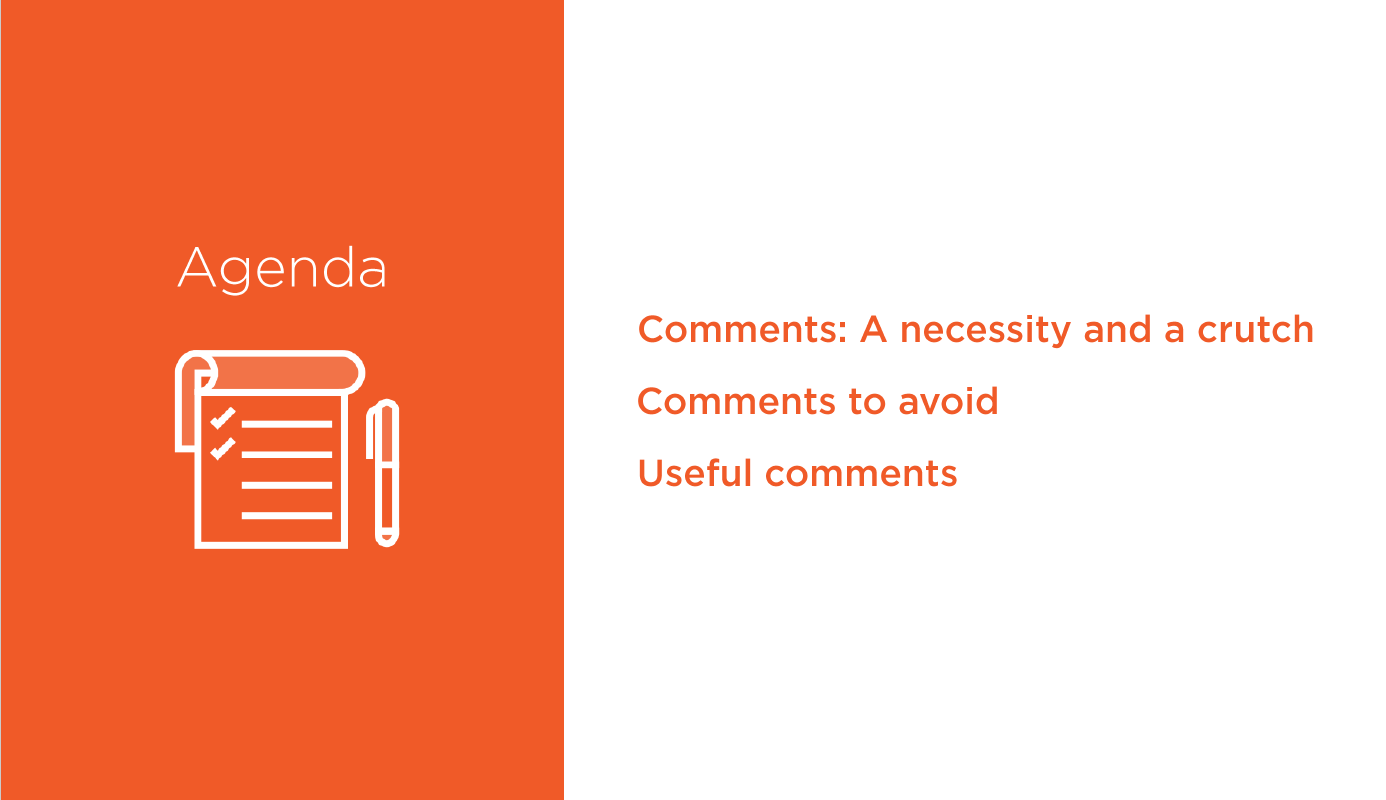 Agenda
Comments: A necessity and a crutch
Comments to avoid
Useful comments